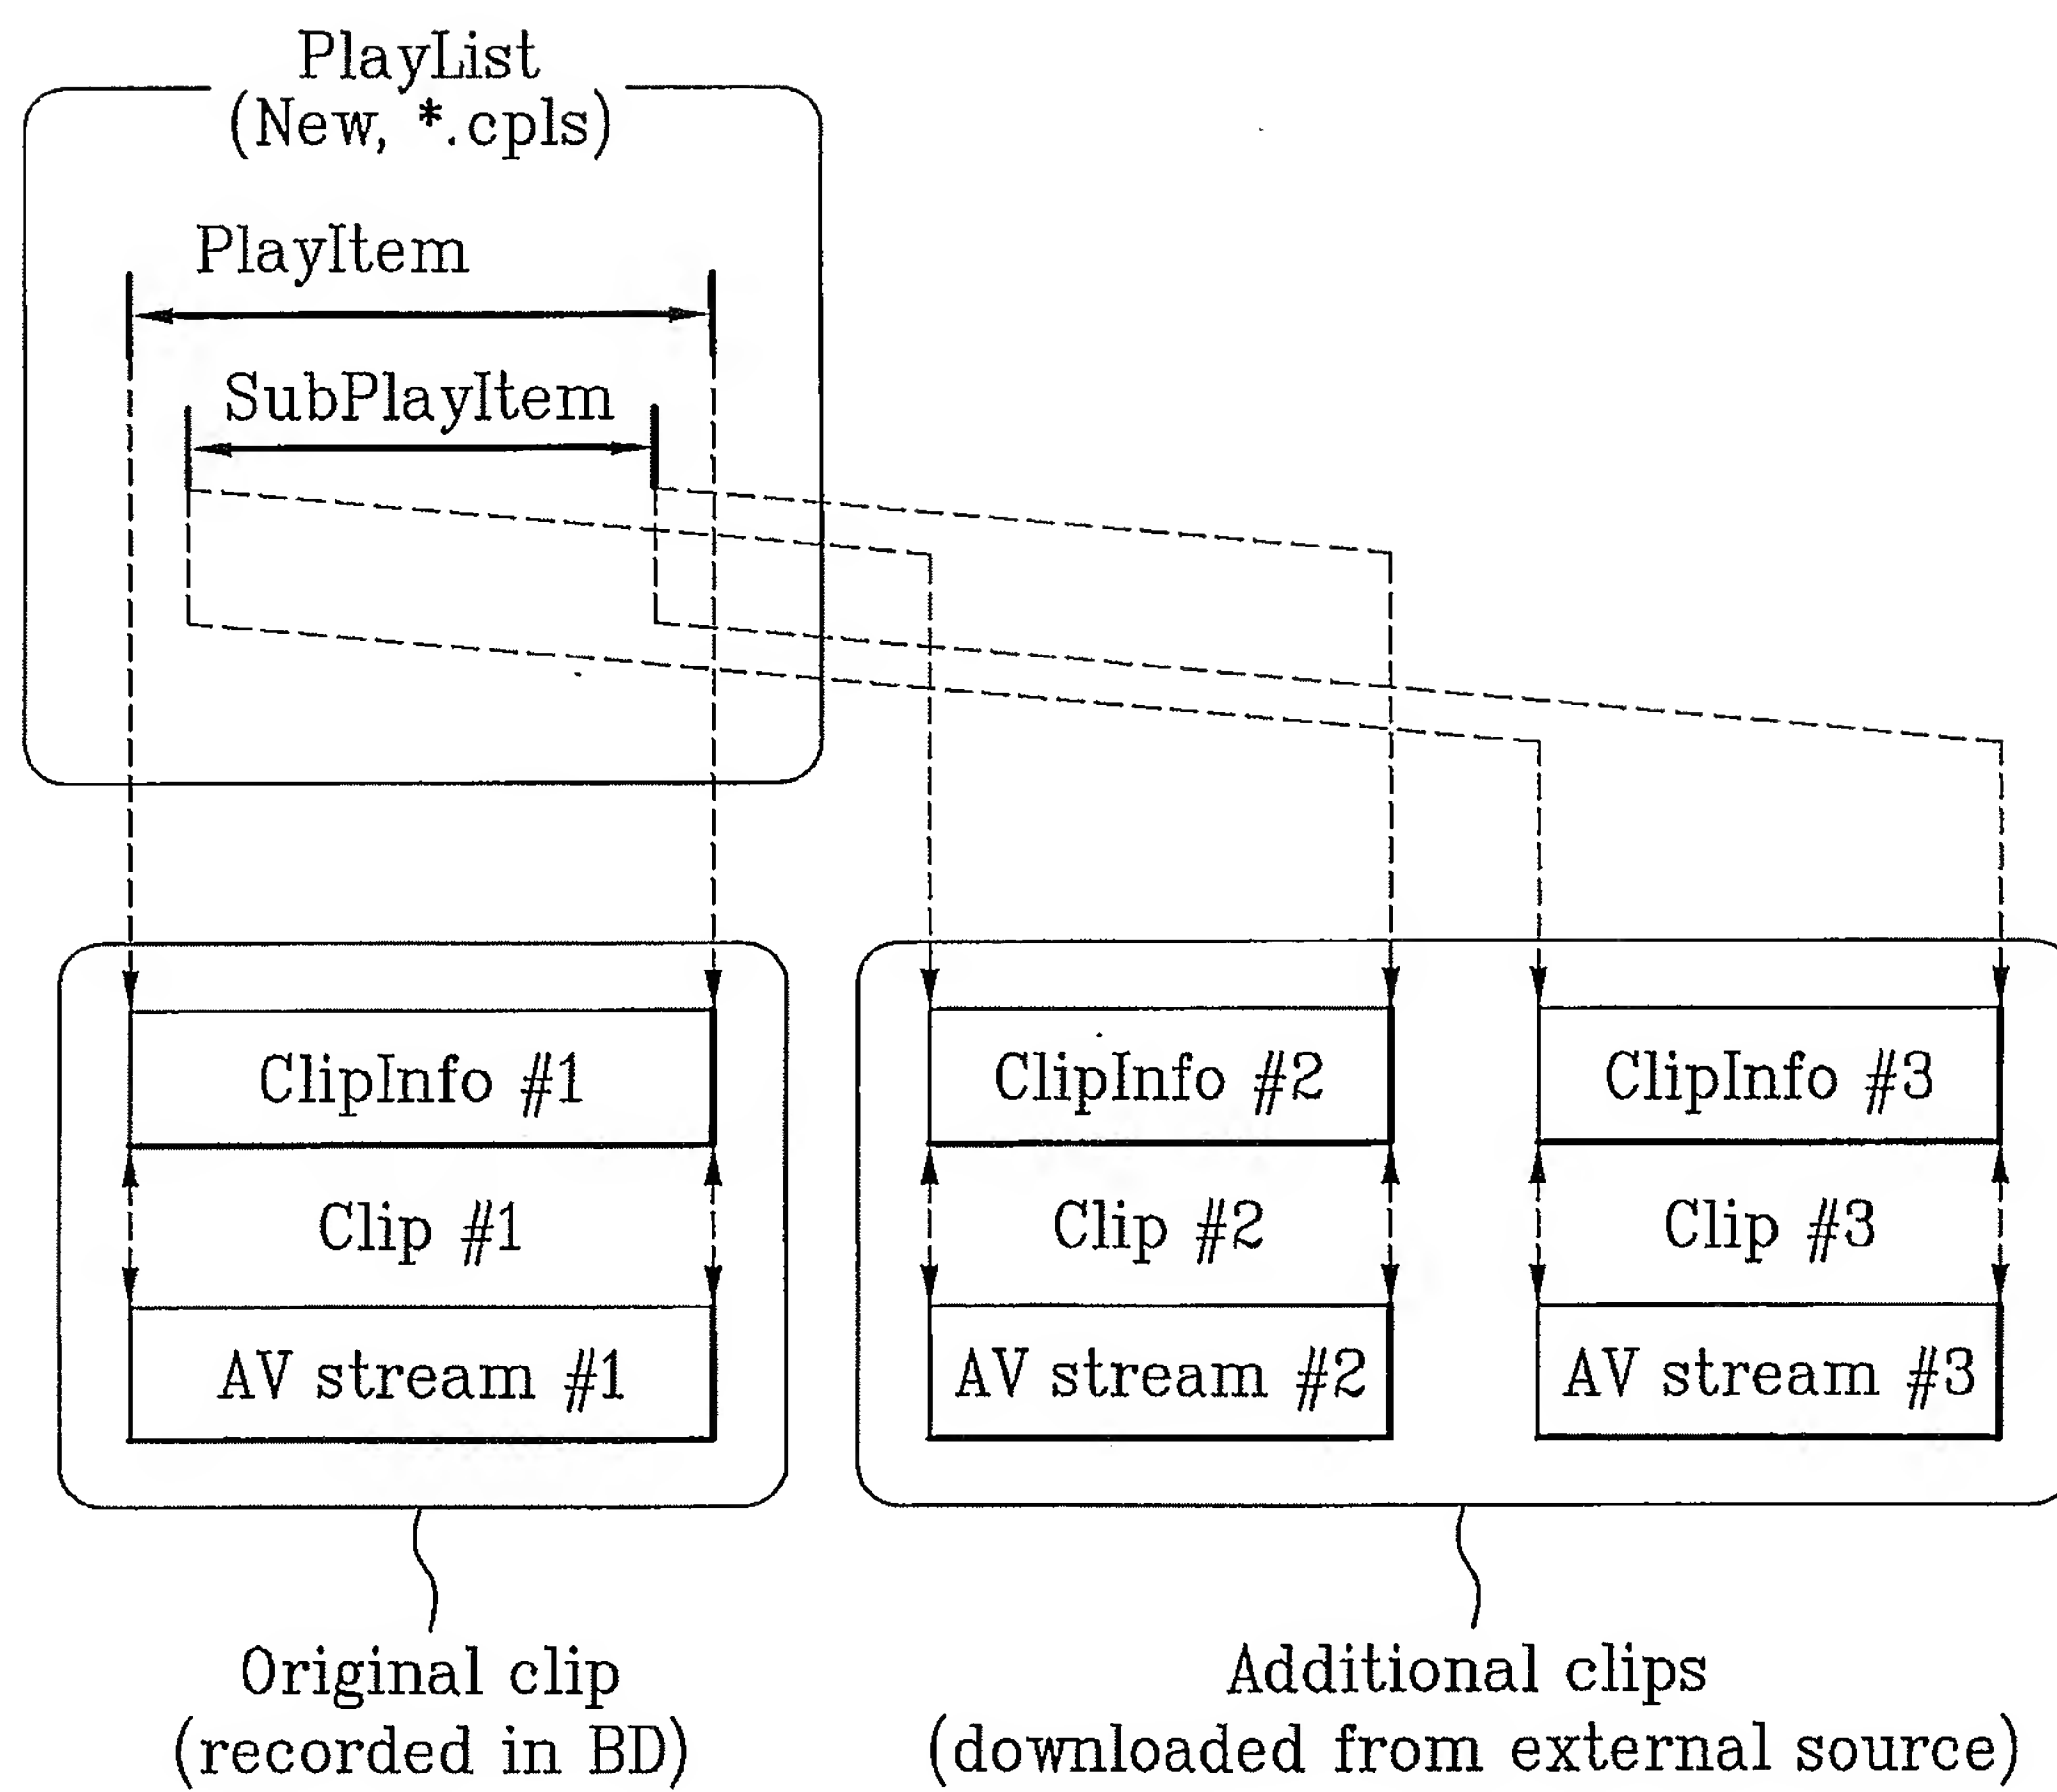 PlayList
(New, *.cpls)
PlayItem
SubPlayItem
ClipInfo #1
Clip #1
AV stream #1
ClipInfo #2
Clip #2
AV stream #2
ClipInfo #3
Clip #3
AV stream #3
Original clip
(recorded in BD)
Additional clips
(downloaded from external source)